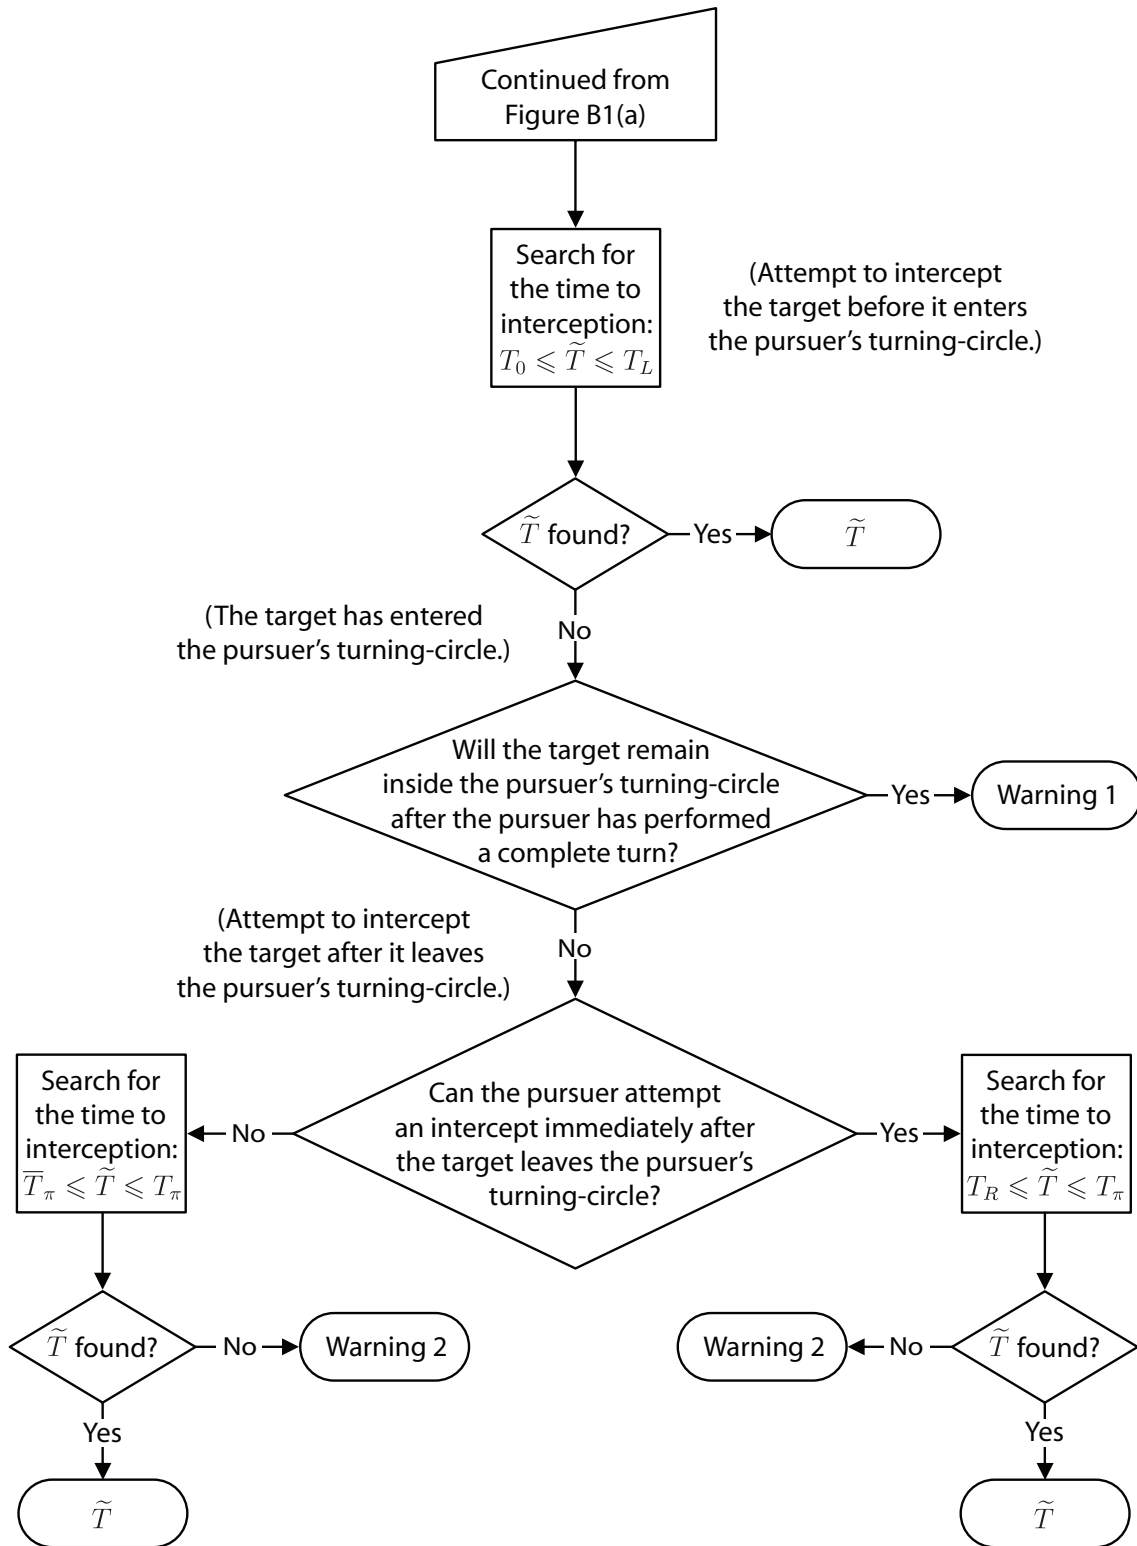 Continued from
Figure B1(a)
Search for
the time to
interception:
T₀ ⩽ T̃ ⩽ T_L
(Attempt to intercept
the target before it enters
the pursuer’s turning-circle.)
T̃ found?
Yes
T̃
(The target has entered
the pursuer’s turning-circle.)
No
Will the target remain
inside the pursuer’s turning-circle
after the pursuer has performed
a complete turn?
Yes
Warning 1
(Attempt to intercept
the target after it leaves
the pursuer’s turning-circle.)
No
Can the pursuer attempt
an intercept immediately after
the target leaves the pursuer’s
turning-circle?
No
Search for
the time to
interception:
T̅_π ⩽ T̃ ⩽ T_π
Yes
Search for
the time to
interception:
T_R ⩽ T̃ ⩽ T_π
T̃ found?
No
Warning 2
Yes
T̃
T̃ found?
No
Warning 2
Yes
T̃